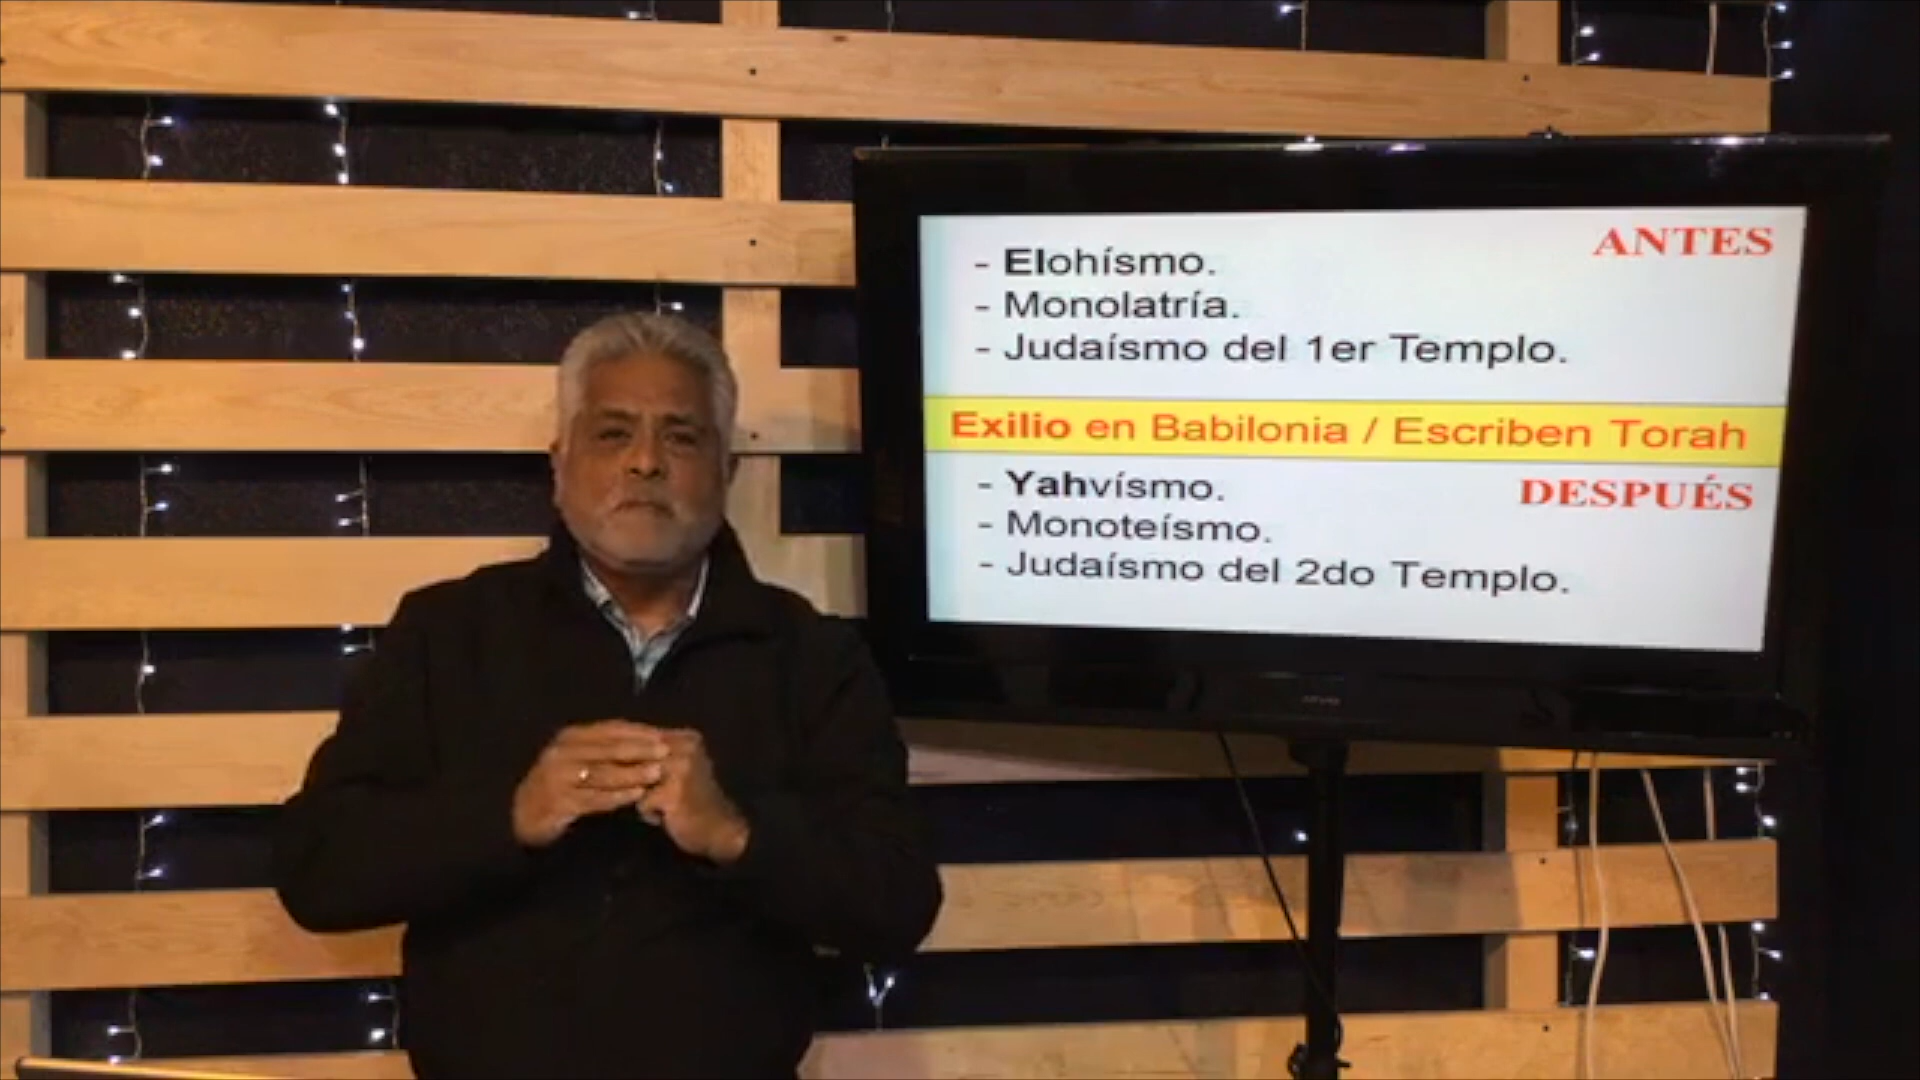 ANTES
- Elohísmo.
- Monolatría.
- Judaísmo del 1er Templo.
Exilio en Babilonia / Escriben Torah
DESPUÉS
- Yahvísmo.
- Monoteísmo.
- Judaísmo del 2do Templo.